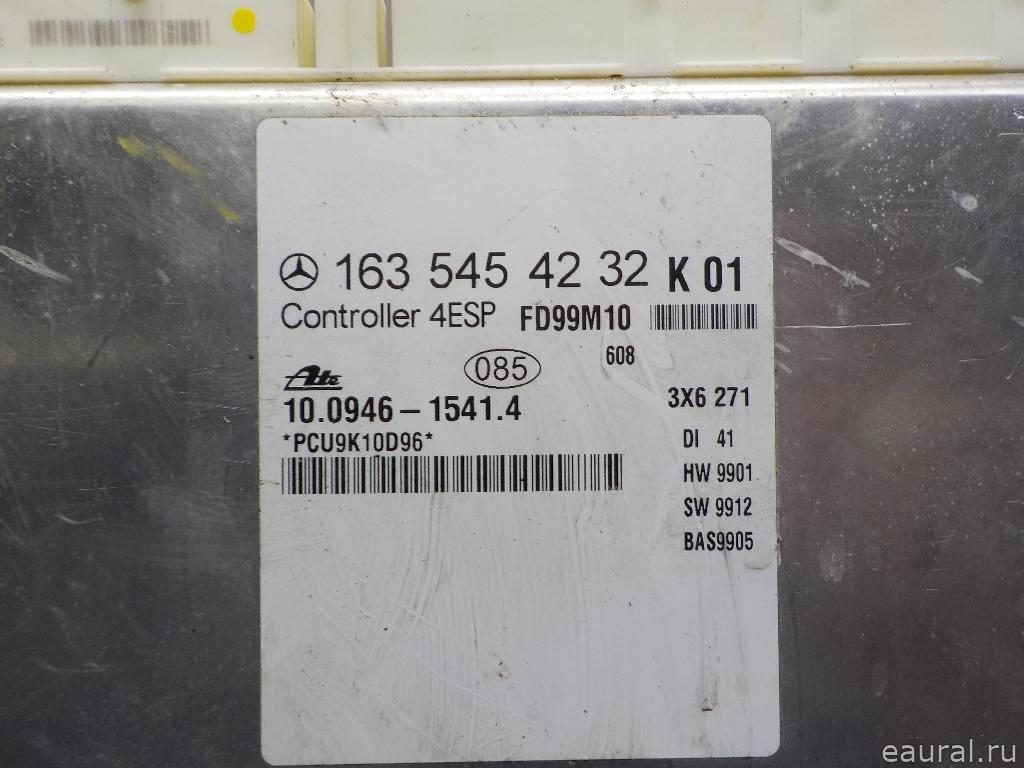 163 545 42 32 K 01
Controller 4ESP FD99M10
608
085
Ate
10.0946-1541.4
*PCU9K10D96*
3X6 271
DI 41
HW 9901
SW 9912
BAS9905
eaural.ru